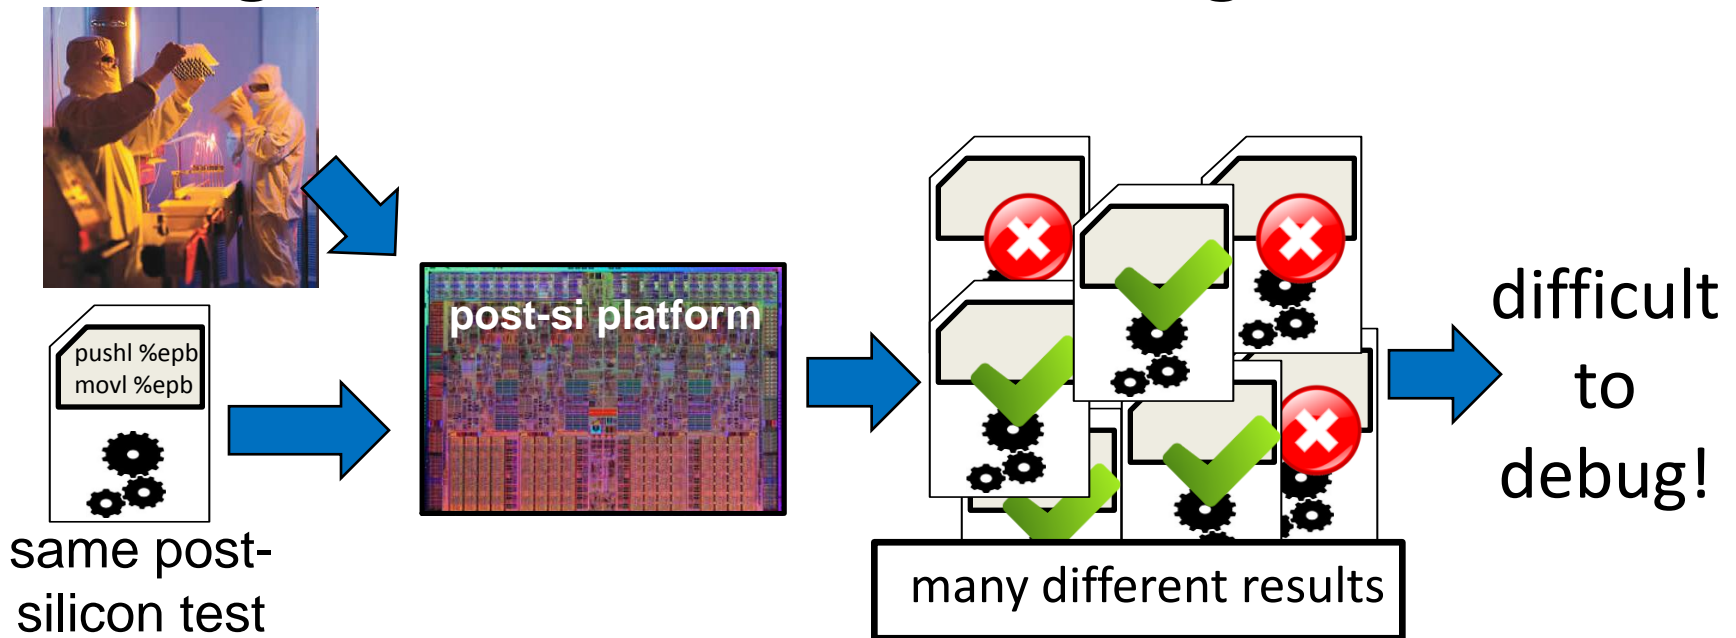 pushl %epb
movl %epb
same post-
silicon test
post-si platform
many different results
difficult
to
debug!